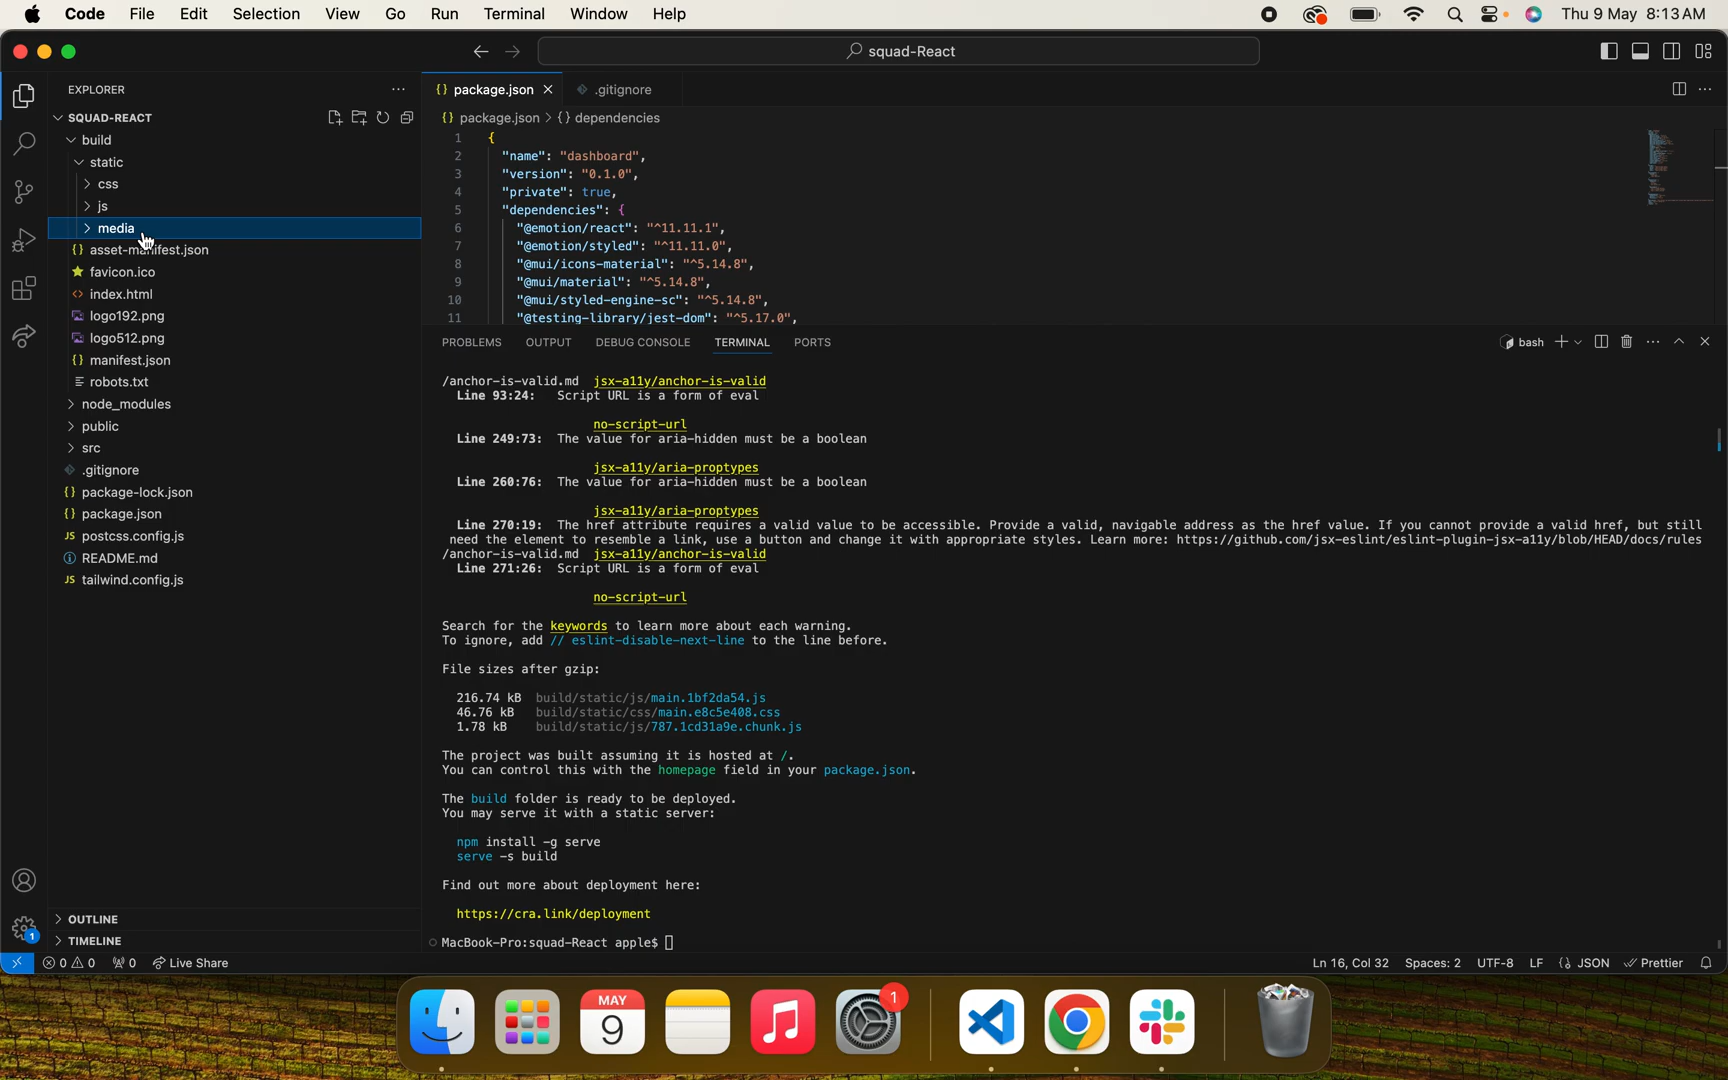 Code File Edit Selection View Go Run Terminal Window Help Thu 9 May 8:13 AM
squad-React
EXPLORER
SQUAD-REACT
build
static
css
js
media
asset-manifest.json
favicon.ico
index.html
logo192.png
logo512.png
manifest.json
robots.txt
node_modules
public
src
.gitignore
package-lock.json
package.json
postcss.config.js
README.md
tailwind.config.js
OUTLINE
TIMELINE
package.json .gitignore
package.json > {} dependencies
1 {
2 "name": "dashboard",
3 "version": "0.1.0",
4 "private": true,
5 "dependencies": {
6 "@emotion/react": "^11.11.1",
7 "@emotion/styled": "^11.11.0",
8 "@mui/icons-material": "^5.14.8",
9 "@mui/material": "^5.14.8",
10 "@mui/styled-engine-sc": "^5.14.8",
11 "@testing-library/jest-dom": "^5.17.0",
PROBLEMS OUTPUT DEBUG CONSOLE TERMINAL PORTS bash
/anchor-is-valid.md jsx-a11y/anchor-is-valid
Line 93:24: Script URL is a form of eval
no-script-url
Line 249:73: The value for aria-hidden must be a boolean
jsx-a11y/aria-proptypes
Line 260:76: The value for aria-hidden must be a boolean
jsx-a11y/aria-proptypes
Line 270:19: The href attribute requires a valid value to be accessible. Provide a valid, navigable address as the href value. If you cannot provide a valid href, but still
need the element to resemble a link, use a button and change it with appropriate styles. Learn more: https://github.com/jsx-eslint/eslint-plugin-jsx-a11y/blob/HEAD/docs/rules
/anchor-is-valid.md jsx-a11y/anchor-is-valid
Line 271:26: Script URL is a form of eval
no-script-url
Search for the keywords to learn more about each warning.
To ignore, add // eslint-disable-next-line to the line before.
File sizes after gzip:
216.74 kB build/static/js/main.1bf2da54.js
46.76 kB build/static/css/main.e8c5e408.css
1.78 kB build/static/js/787.1cd31a9e.chunk.js
The project was built assuming it is hosted at /.
You can control this with the homepage field in your package.json.
The build folder is ready to be deployed.
You may serve it with a static server:
npm install -g serve
serve -s build
Find out more about deployment here:
https://cra.link/deployment
MacBook-Pro:squad-React apple$
1
0 0 0 Live Share Ln 16, Col 32 Spaces: 2 UTF-8 LF {} JSON Prettier
MAY
9
1